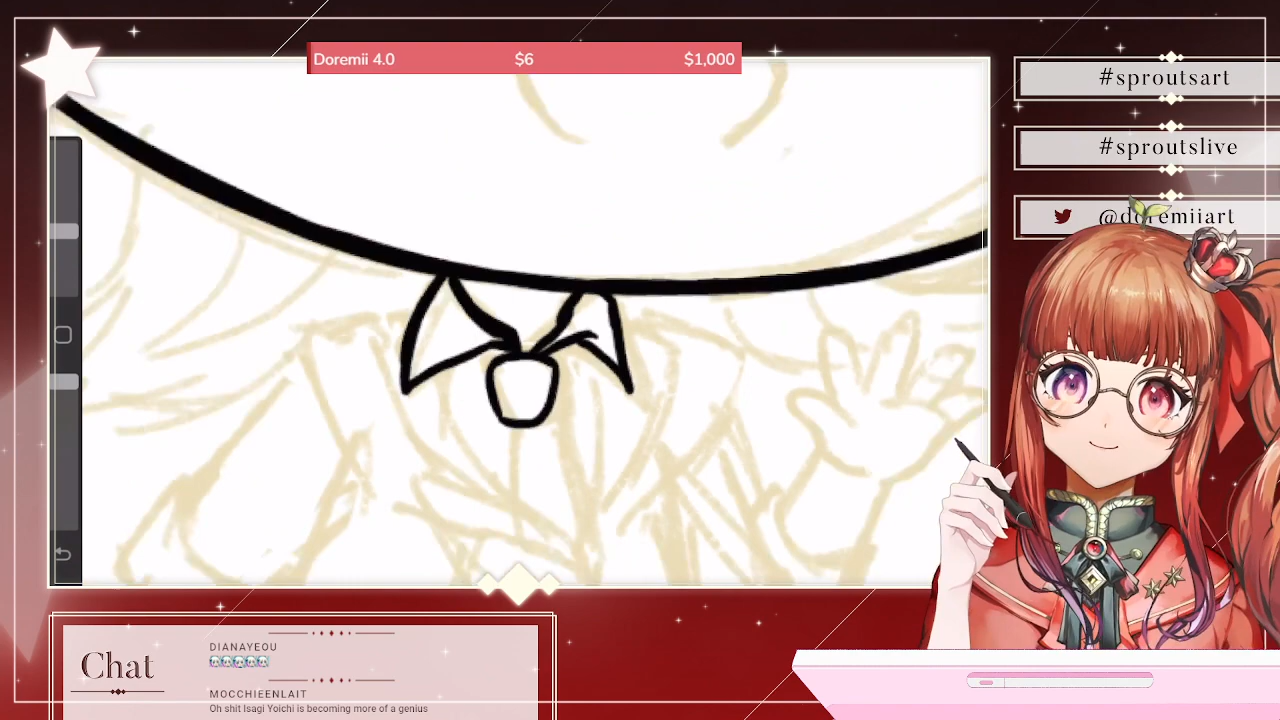 Doremii 4.0 $6 $1,000
#sproutsart
#sproutslive
@doremiiart
Chat
DIANAYEOU
MOCCHIEENLAIT
Oh shit Isagi Yoichi is becoming more of a genius